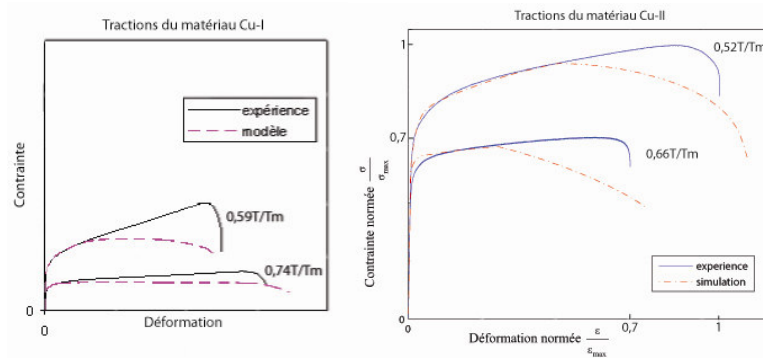 Tractions du matériau Cu-I
Contrainte
expérience
modèle
0,59T/Tm
0,74T/Tm
0
0
Déformation
Tractions du matériau Cu-II
1
0,52T/Tm
0,7
0,66T/Tm
Contrainte normée σ/σmax
experience
simulation
0
0
0,7
1
Déformation normée ε/εmax